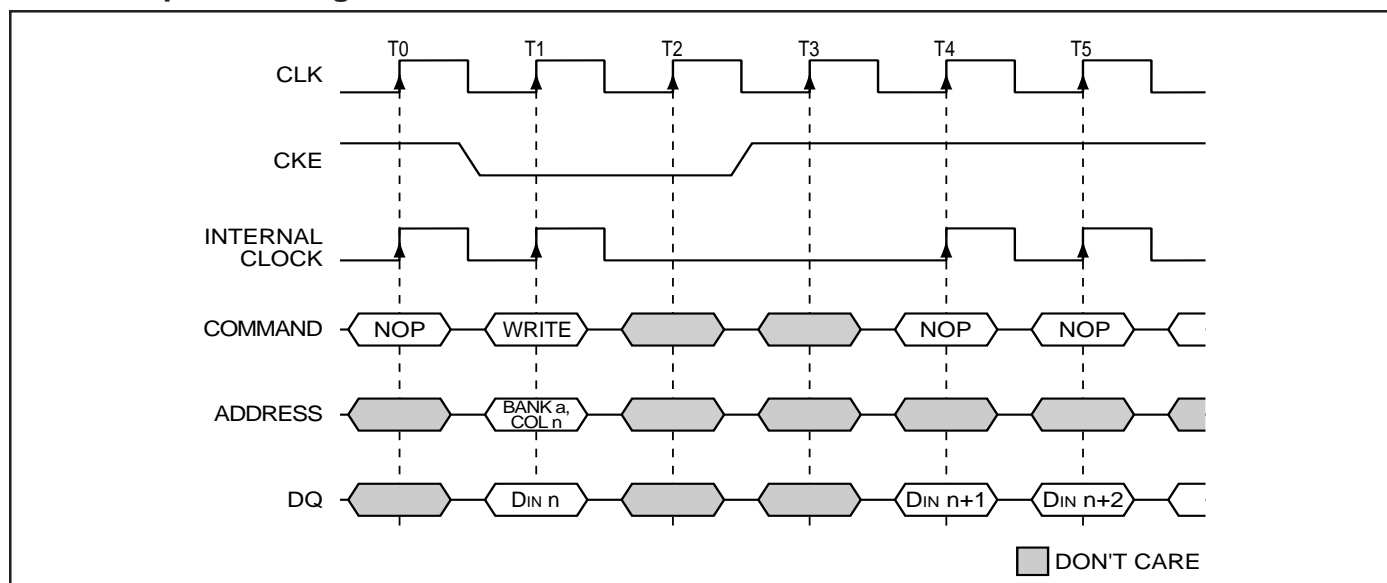 T0 T1 T2 T3 T4 T5
CLK
CKE
INTERNAL
CLOCK
COMMAND NOP WRITE NOP NOP
ADDRESS BANK a,
COL n
DQ DIN n DIN n+1 DIN n+2
DON'T CARE